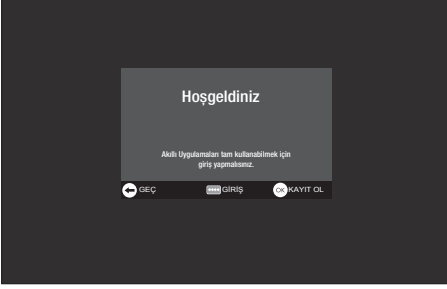 Hoşgeldiniz
Akıllı Uygulamaları tam kullanabilmek için
giriş yapmalısınız.
GEÇ GİRİŞ OK KAYIT OL